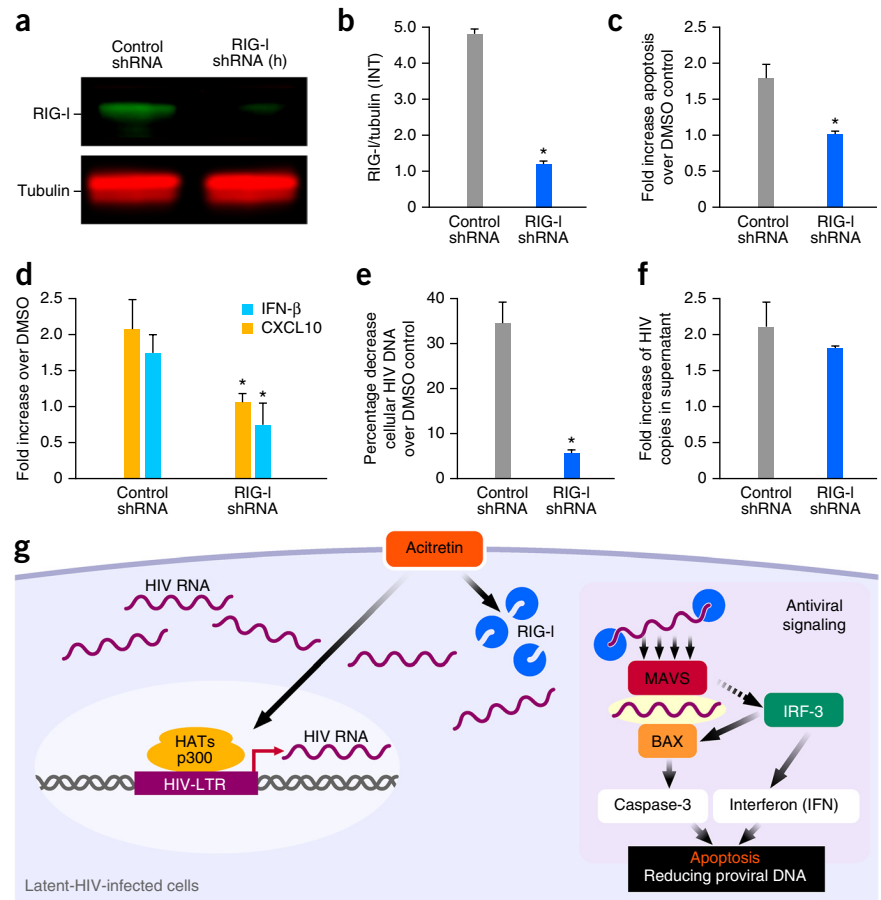 a
Control
shRNA
RIG-I
shRNA (h)
RIG-I
Tubulin
b
RIG-I/tubulin (INT)
5.0
4.0
3.0
2.0
1.0
0
*
Control
shRNA
RIG-I
shRNA
c
Fold increase apoptosis
over DMSO control
2.5
2.0
1.5
1.0
0.5
0
*
Control
shRNA
RIG-I
shRNA
d
Fold increase over DMSO
2.5
2.0
1.5
1.0
0.5
0
IFN-β
CXCL10
* *
Control
shRNA
RIG-I
shRNA
e
Percentage decrease
cellular HIV DNA
over DMSO control
40
30
20
10
0
*
Control
shRNA
RIG-I
shRNA
f
Fold increase of HIV
copies in supernatant
2.5
2.0
1.5
1.0
0.5
0
Control
shRNA
RIG-I
shRNA
g
Acitretin
HIV RNA
RIG-I
Antiviral
signaling
MAVS
IRF-3
BAX
HATs
p300
HIV RNA
HIV-LTR
Caspase-3
Interferon (IFN)
Apoptosis
Reducing proviral DNA
Latent-HIV-infected cells